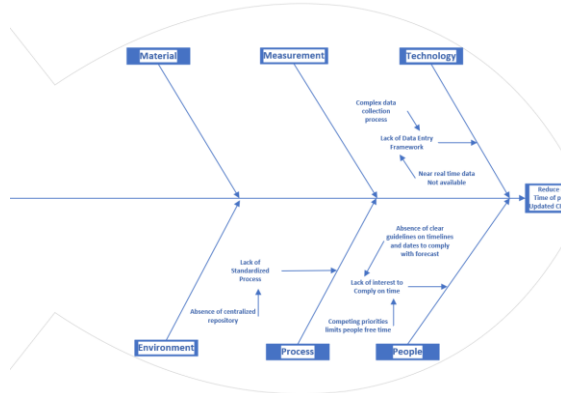 Material
Measurement
Technology
Complex data
collection
process
Lack of Data Entry
Framework
Near real time data
Not available
Reduce
Time of p
Updated C
Absence of clear
guidelines on timelines
and dates to comply
with forecast
Lack of
Standardized
Process
Lack of interest to
Comply on time
Absence of centralized
repository
Competing priorities
limits people free time
Environment
Process
People